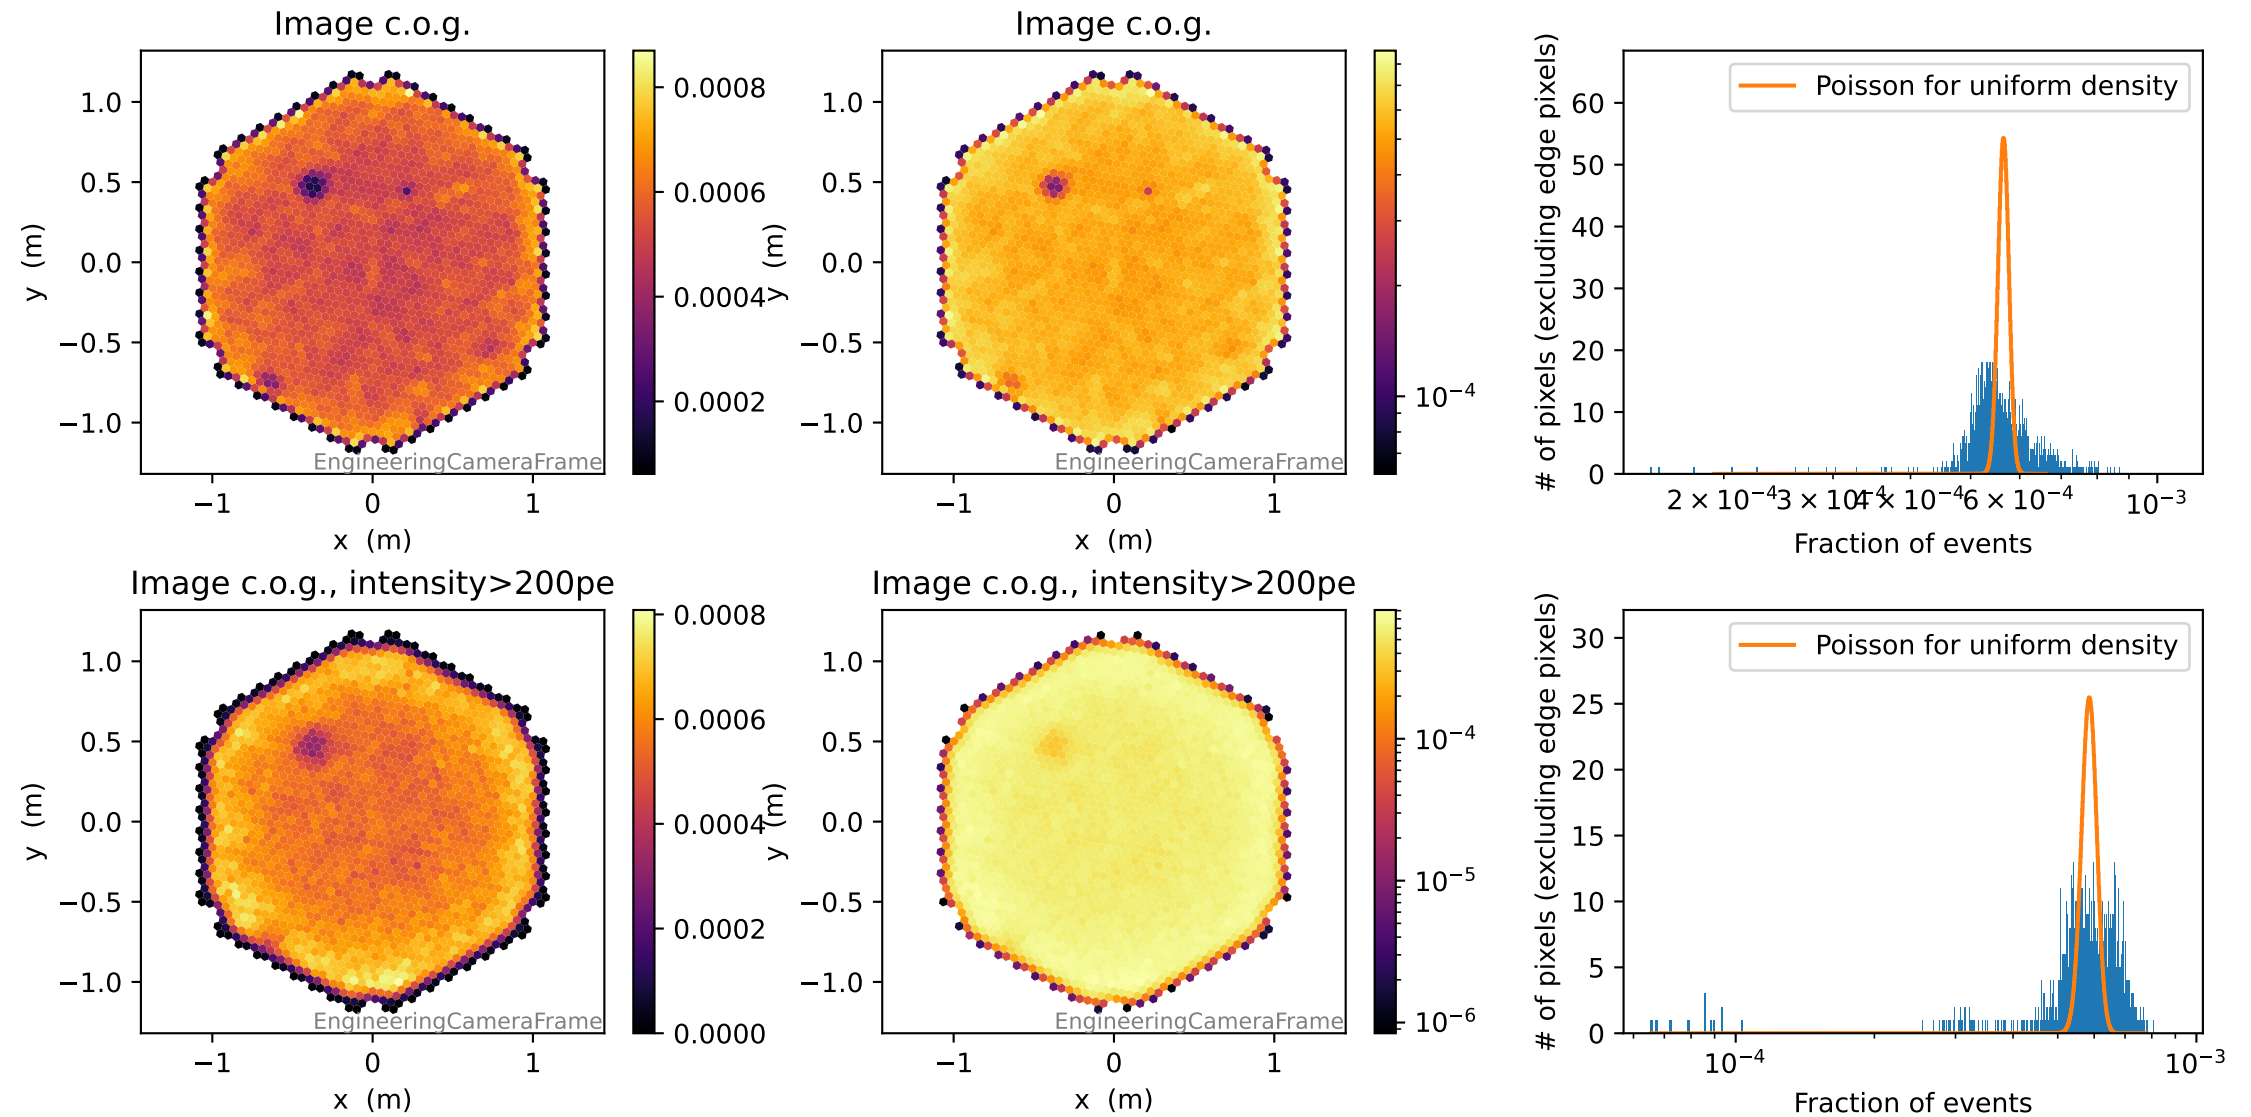 Image c.o.g.
1.0
0.5
0.0
−0.5
−1.0
y (m)
−1
0
1
x (m)
EngineeringCameraFrame
0.0008
0.0006
0.0004
0.0002
Image c.o.g.
1.0
0.5
0.0
−0.5
−1.0
y (m)
−1
0
1
x (m)
EngineeringCameraFrame
10⁻⁴
Poisson for uniform density
# of pixels (excluding edge pixels)
60
50
40
30
20
10
0
2 × 10⁻⁴
3 × 10⁻⁴
4 × 10⁻⁴
6 × 10⁻⁴
10⁻³
Fraction of events
Image c.o.g., intensity>200pe
1.0
0.5
0.0
−0.5
−1.0
y (m)
−1
0
1
x (m)
EngineeringCameraFrame
0.0008
0.0006
0.0004
0.0002
0.0000
Image c.o.g., intensity>200pe
1.0
0.5
0.0
−0.5
−1.0
y (m)
−1
0
1
x (m)
EngineeringCameraFrame
10⁻⁴
10⁻⁵
10⁻⁶
Poisson for uniform density
# of pixels (excluding edge pixels)
30
25
20
15
10
5
0
10⁻⁴
10⁻³
Fraction of events